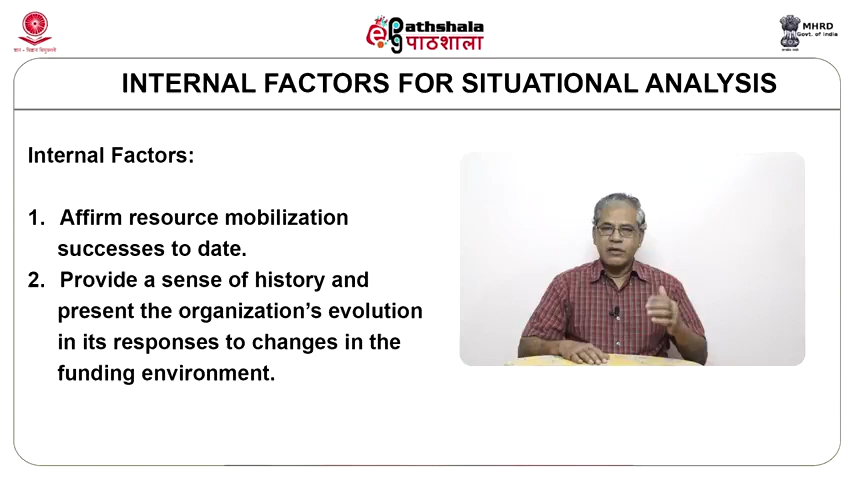 ज्ञान - विज्ञान विमुक्तये
ePathshala
पाठशाला
MHRD
Govt. of India
INTERNAL FACTORS FOR SITUATIONAL ANALYSIS
Internal Factors:
1. Affirm resource mobilization
successes to date.
2. Provide a sense of history and
present the organization's evolution
in its responses to changes in the
funding environment.